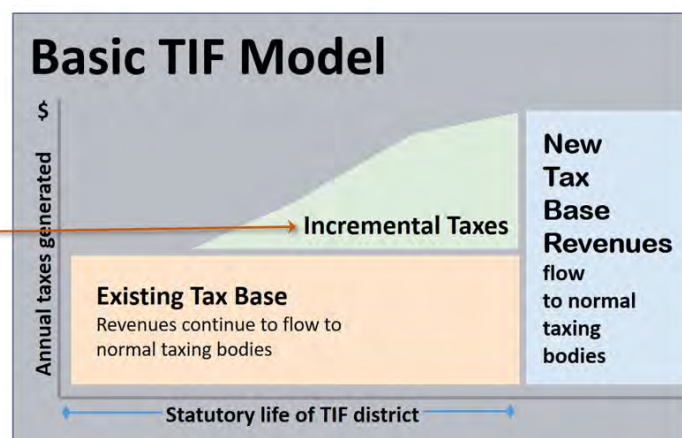 Basic TIF Model
$
Annual taxes generated
Incremental Taxes
Existing Tax Base
Revenues continue to flow to
normal taxing bodies
New
Tax
Base
Revenues
flow
to normal
taxing
bodies
Statutory life of TIF district